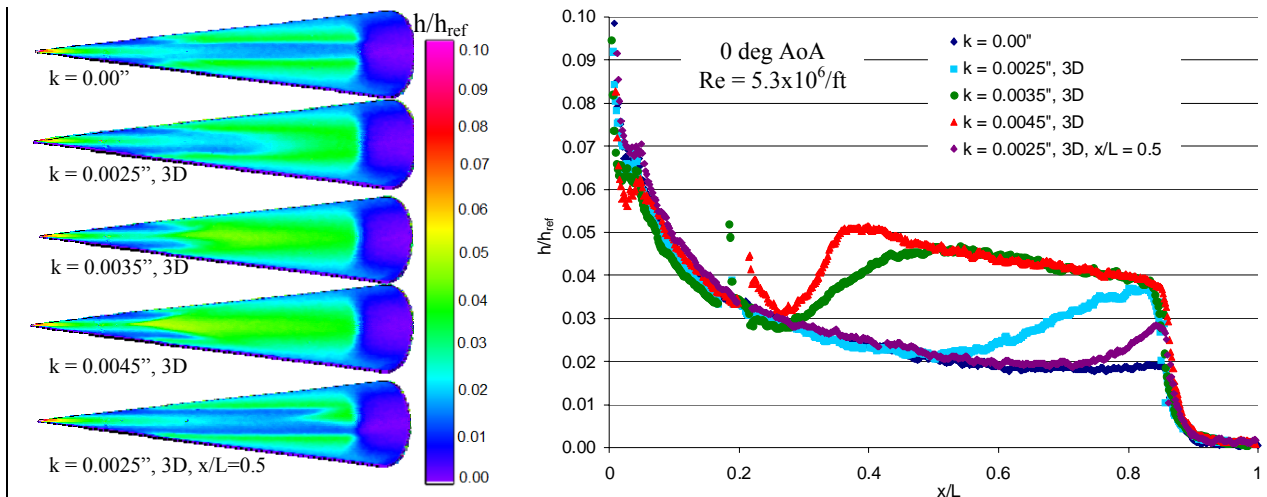 h/href
k = 0.00”
k = 0.0025”, 3D
k = 0.0035”, 3D
k = 0.0045”, 3D
k = 0.0025”, 3D, x/L=0.5
0.10
0.09
0.08
0.07
0.06
0.05
0.04
0.03
0.02
0.01
0.00
0.10
0.09
0.08
0.07
0.06
0.05
0.04
0.03
0.02
0.01
0.00
h/href
0 deg AoA
Re = 5.3x10⁶/ft
k = 0.00"
k = 0.0025", 3D
k = 0.0035", 3D
k = 0.0045", 3D
k = 0.0025", 3D, x/L = 0.5
0 0.2 0.4 0.6 0.8 1
x/L